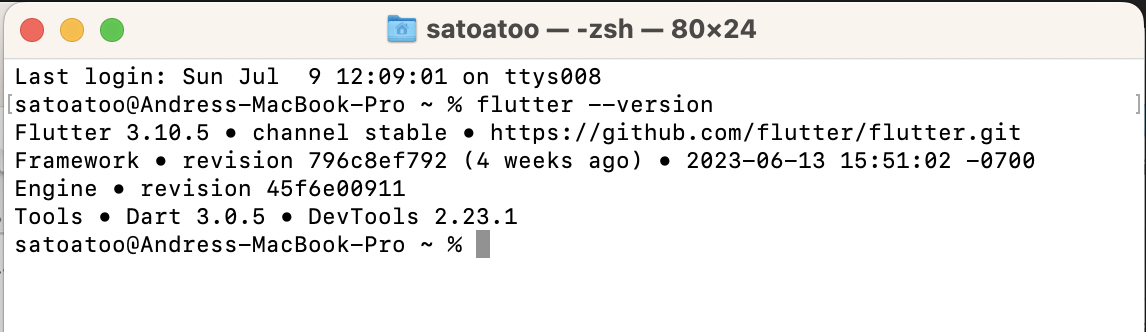 satoatoo — -zsh — 80×24
Last login: Sun Jul  9 12:09:01 on ttys008
[satoatoo@Andress-MacBook-Pro ~ % flutter --version ]
Flutter 3.10.5 • channel stable • https://github.com/flutter/flutter.git
Framework • revision 796c8ef792 (4 weeks ago) • 2023-06-13 15:51:02 -0700
Engine • revision 45f6e00911
Tools • Dart 3.0.5 • DevTools 2.23.1
satoatoo@Andress-MacBook-Pro ~ %